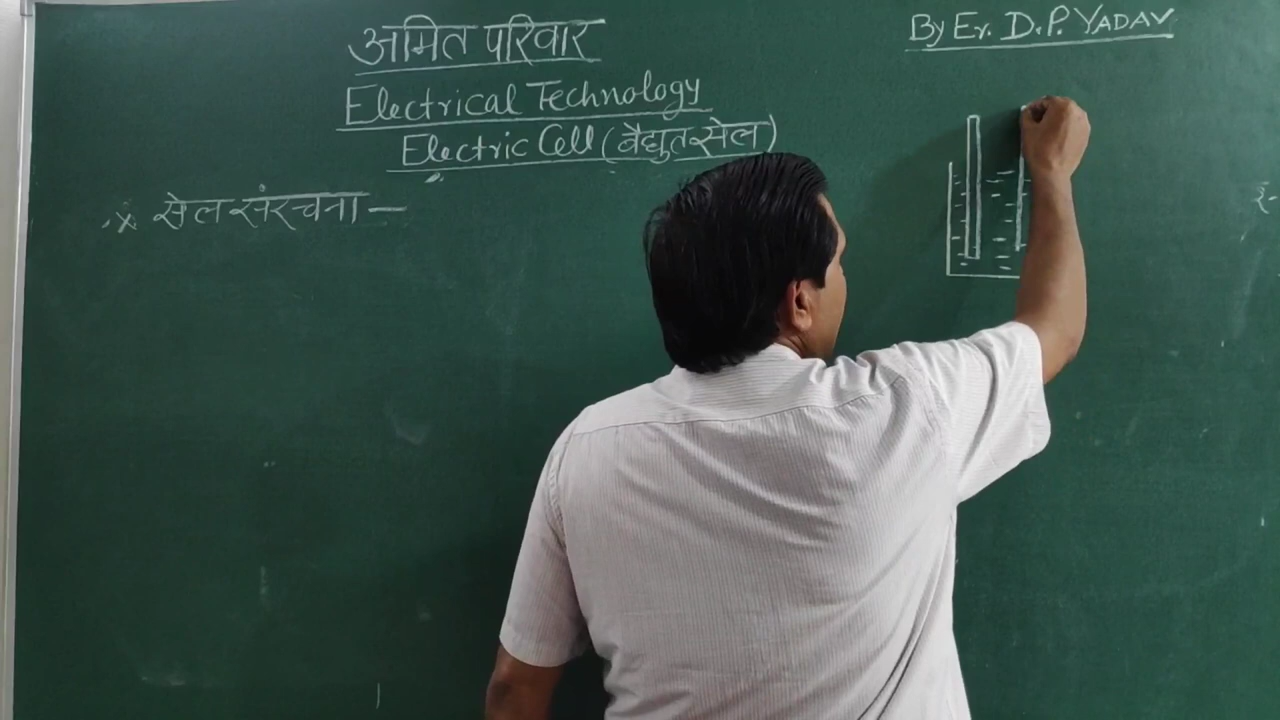 अमित परिवार
By Er. D.P. YADAV
Electrical Technology
Electric Cell (वैद्युत सेल)
* सेल संरचना —